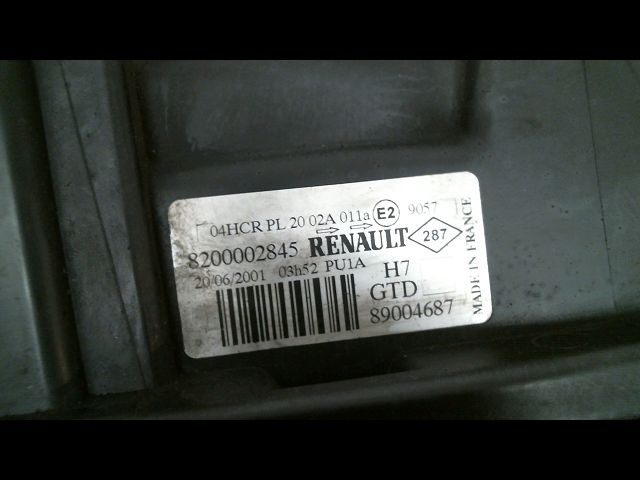 04HCR PL 20 02A 011a E2 9057
8200002845 RENAULT 287
20/06/2001 03h52 PU1A H7
GTD
89004687
MADE IN FRANCE